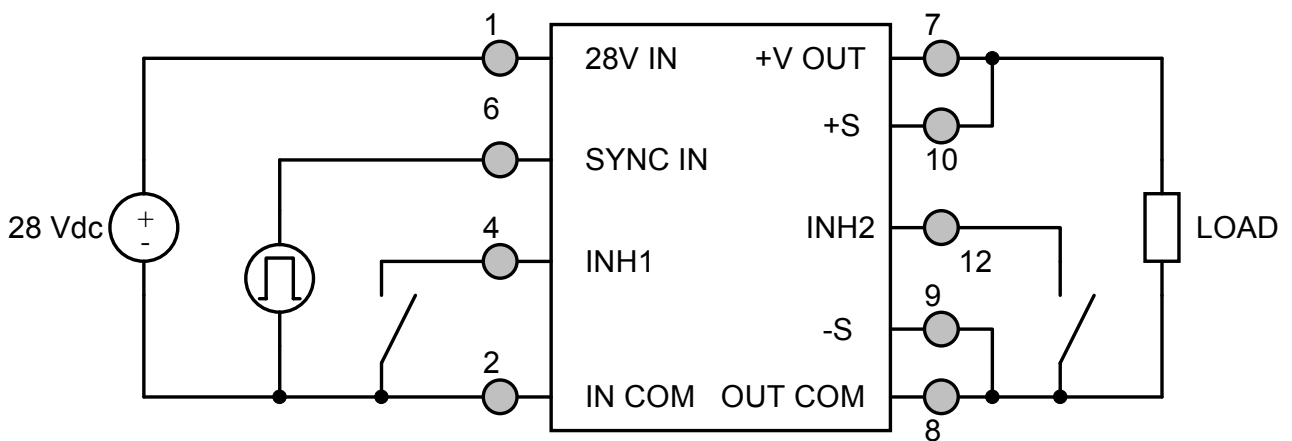 1
7
28V IN
+V OUT
6
+S
10
SYNC IN
28 Vdc
+
-
4
INH1
INH2
12
LOAD
9
-S
2
IN COM
OUT COM
8